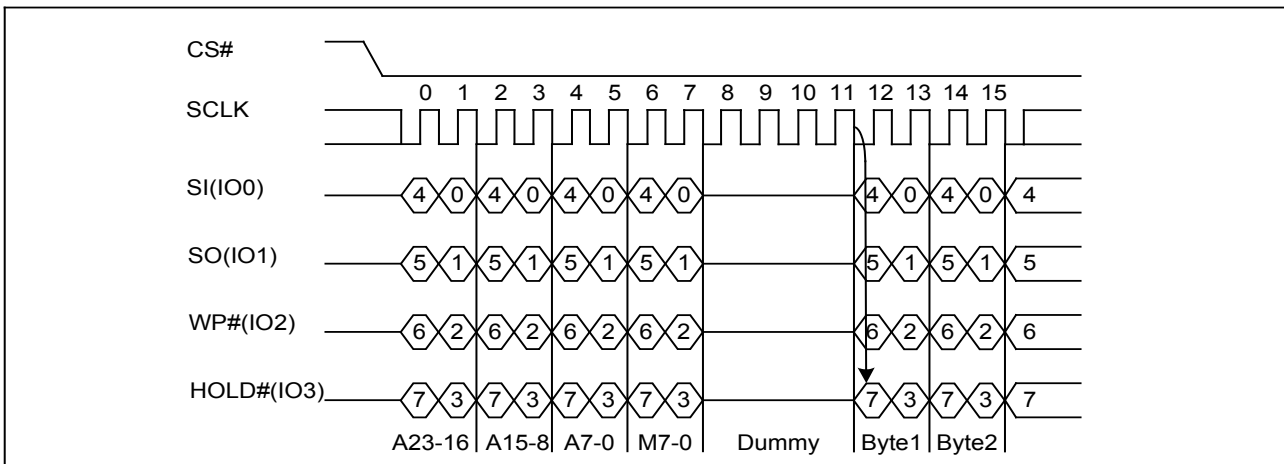 CS#
0 1 2 3 4 5 6 7 8 9 10 11 12 13 14 15
SCLK
SI(IO0) 4 0 4 0 4 0 4 0 4 0 4 0 4
SO(IO1) 5 1 5 1 5 1 5 1 5 1 5 1 5
WP#(IO2) 6 2 6 2 6 2 6 2 6 2 6 2 6
HOLD#(IO3) 7 3 7 3 7 3 7 3 7 3 7 3 7
A23-16 A15-8 A7-0 M7-0 Dummy Byte1 Byte2